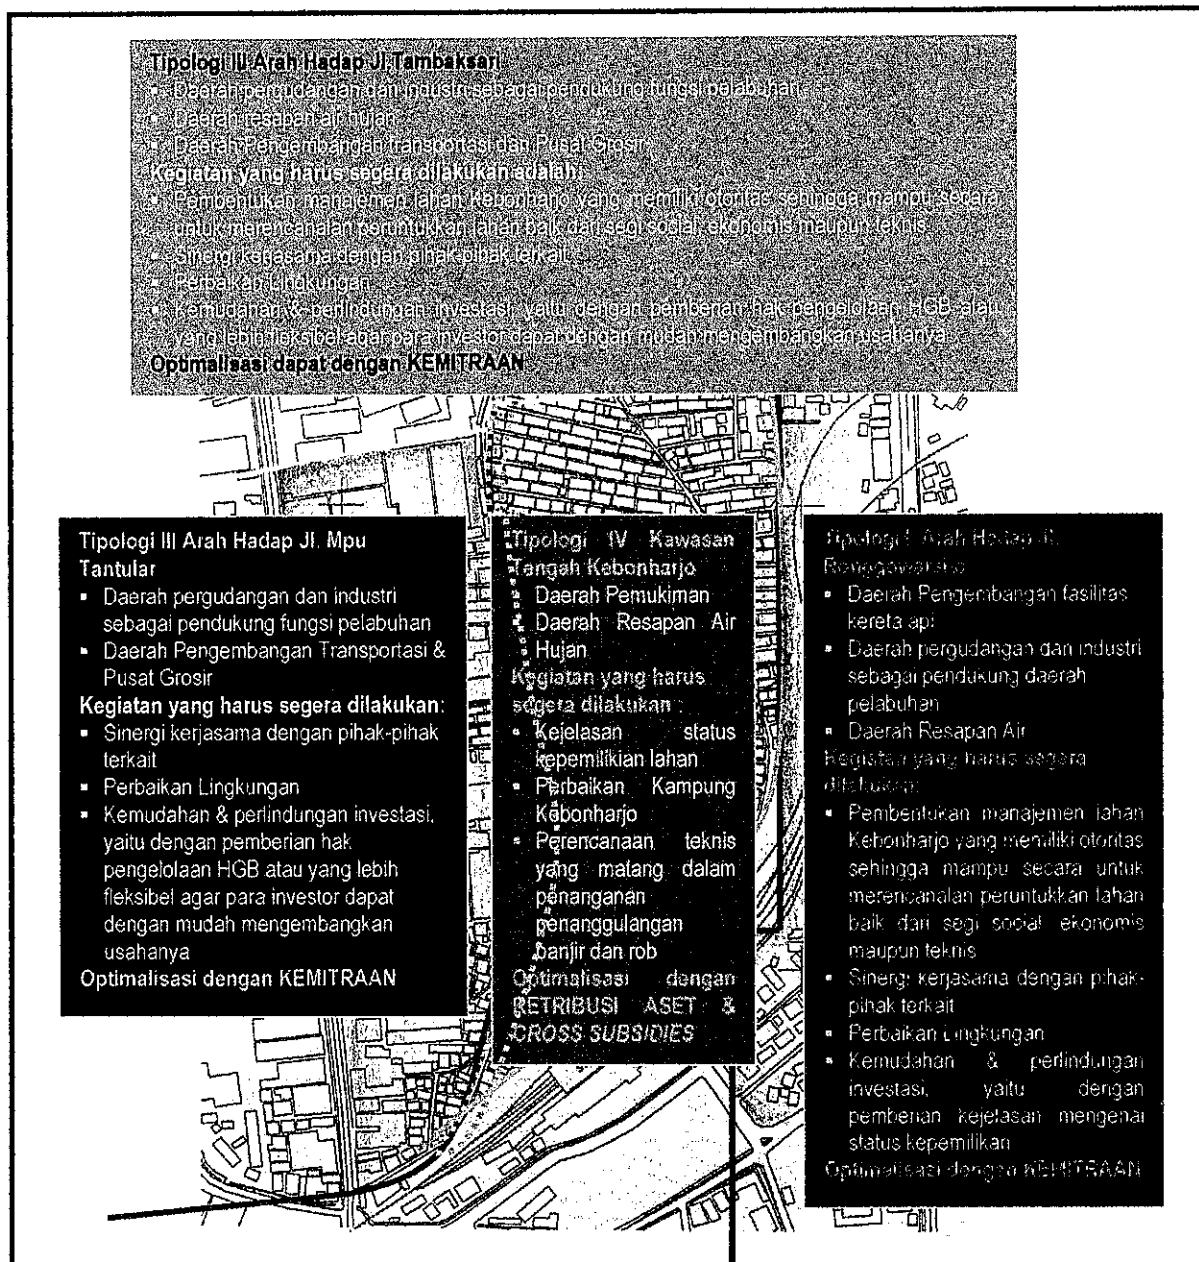 Tipologi III Arah Hadap Jl.Tambaksari
▪ Daerah pemudangan dan industri sebagai pendukung fungsi pelabuhan
▪ Daerah resapan air hujan
▪ Daerah Pengembangan transportasi dan Pusat Grosir
Kegiatan yang harus segera dilakukan adalah:
▪ Pembentukan manajemen lahan kebonharjo yang memiliki otoritas sehingga mampu secara
untuk merencanalan peruntukkan lahan baik dari segi social, ekonomis maupun teknis
▪ Sinergi kerjasama dengan pihak-pihak terkait
▪ Perbaikan Lingkungan
▪ Kemudahan & perlindungan investasi, yaitu dengan pemberian hak pengelolaan HGB atau
yang lebih fleksibel agar para investor dapat dengan mudah mengembangkan usahanya
Optimalisasi dapat dengan KEMITRAAN
Tipologi III Arah Hadap Jl. Mpu
Tantular
▪ Daerah pergudangan dan industri
sebagai pendukung fungsi pelabuhan
▪ Daerah Pengembangan Transportasi &
Pusat Grosir
Kegiatan yang harus segera dilakukan:
▪ Sinergi kerjasama dengan pihak-pihak
terkait
▪ Perbaikan Lingkungan
▪ Kemudahan & perlindungan investasi,
yaitu dengan pemberian hak
pengelolaan HGB atau yang lebih
fleksibel agar para investor dapat
dengan mudah mengembangkan
usahanya
Optimalisasi dengan KEMITRAAN
Tipologi IV Kawasan
Tengah Kebonharjo
▪ Daerah Pemukiman
▪ Daerah Resapan Air
Hujan
Kegiatan yang harus
segera dilakukan :
▪ Kejelasan status
kepemilikian lahan
▪ Perbaikan Kampung
Kebonharjo
▪ Perencanaan teknis
yang matang dalam
penanganan
penanggulangan
banjir dan rob
Optimalisasi dengan
RETRIBUSI ASET &
CROSS SUBSIDIES
Tipologi I Arah Hadap Jl.
Ronggowarsito
▪ Daerah Pengembangan fasilitas
kereta api
▪ Daerah pergudangan dan industri
sebagai pendukung daerah
pelabuhan
▪ Daerah Resapan Air
Kegiatan yang harus segera
dilakukan:
▪ Pembentukan manajemen lahan
Kebonharjo yang memiliki otoritas
sehingga mampu secara untuk
merencanalan peruntukkan lahan
baik dari segi social ekonomis
maupun teknis
▪ Sinergi kerjasama dengan pihak-
pihak terkait
▪ Perbaikan Lingkungan
▪ Kemudahan & perlindungan
investasi, yaitu dengan
pemberian kejelasan mengenai
status kepemilikan
Optimalisasi dengan KEMITRAAN